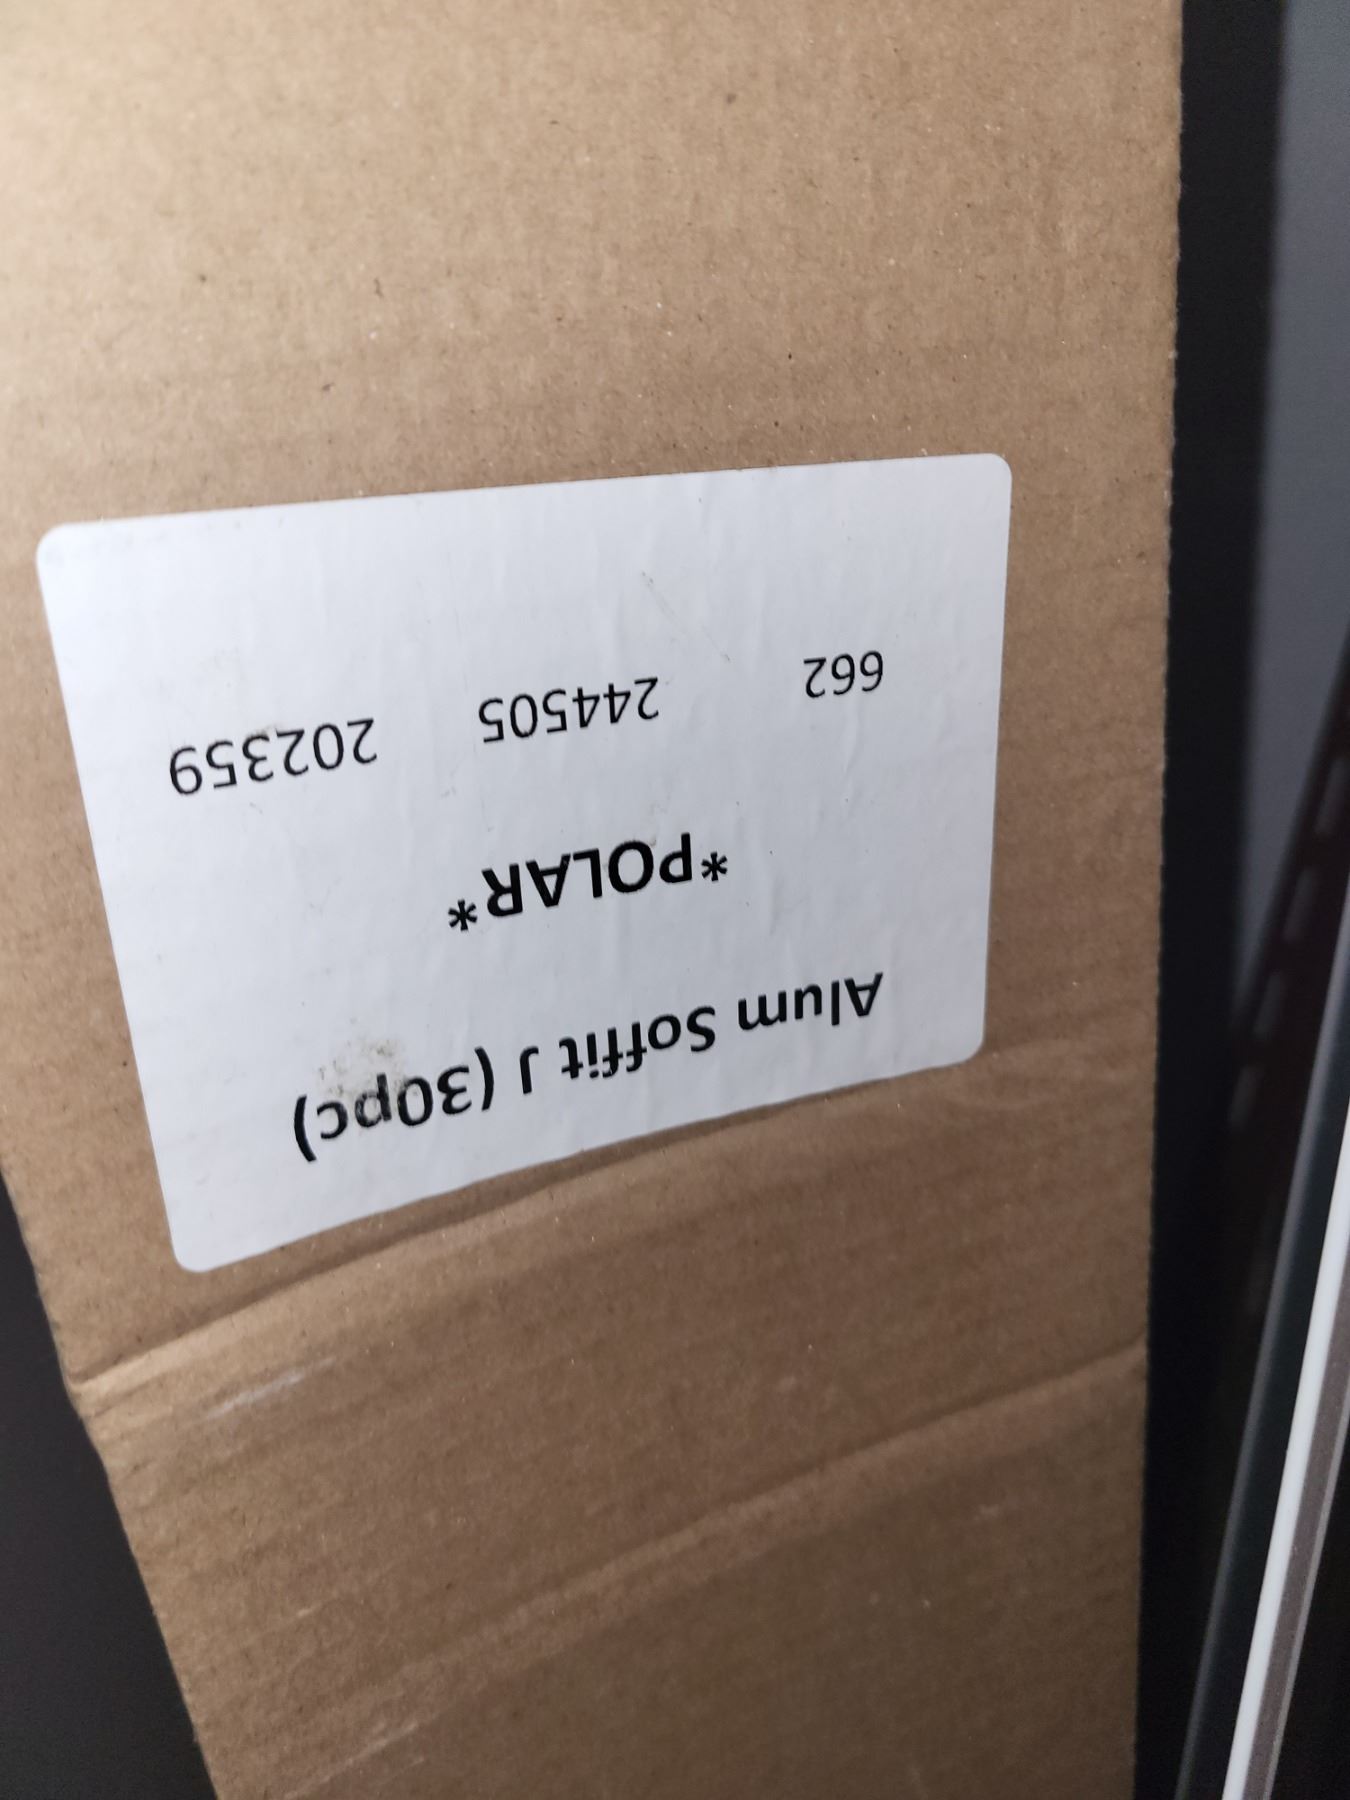 Alum Soffit J (30pc)
*POLAR*
662 244505 202359